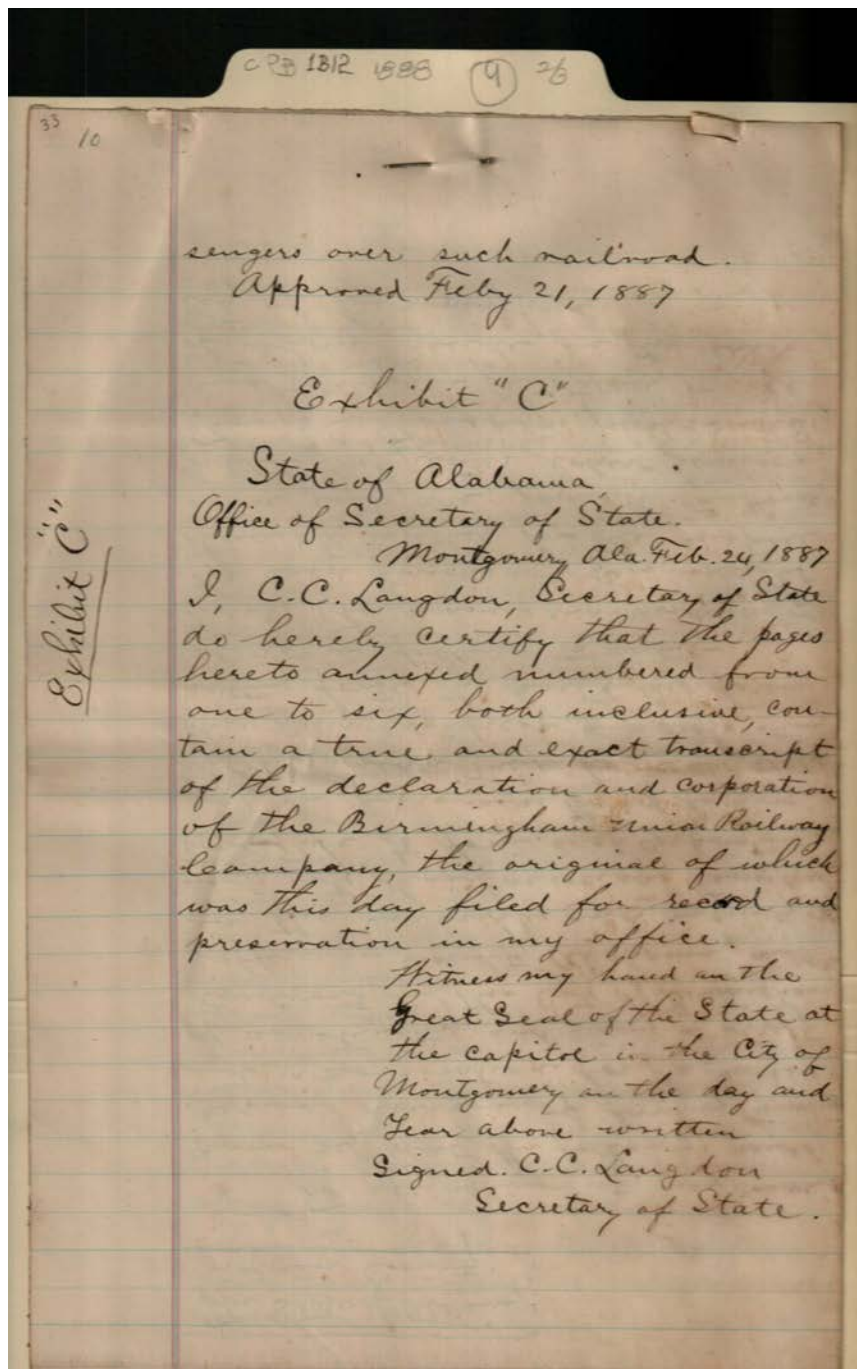 CPB 1B12 1888 9 2/6
33
10
sengers over such railroad.
Approved Feby 21, 1887
Exhibit "C"
Exhibit "C"
State of Alabama
Office of Secretary of State.
Montgomery Ala. Feb. 24, 1887
I, C.C. Langdon, Secretary of State
do hereby certify that the pages
hereto annexed numbered from
one to six, both inclusive, con-
tain a true and exact transcript
of the declaration and corporation
of the Birmingham Union Railway
Company, the original of which
was this day filed for record and
preservation in my office.
Witness my hand an the
Great Seal of the State at
the capitol in the City of
Montgomery on the day and
Year above written
Signed. C.C. Langdon
Secretary of State.